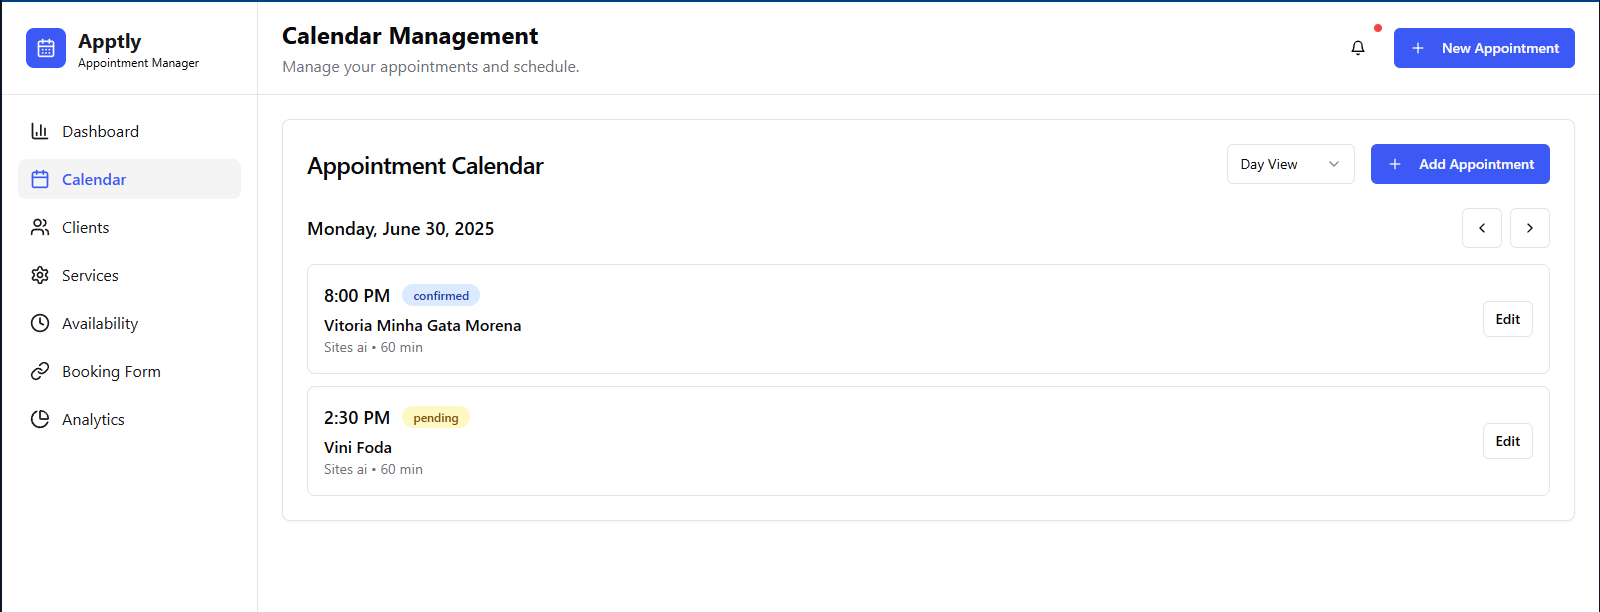 Apptly
Appointment Manager
Dashboard
Calendar
Clients
Services
Availability
Booking Form
Analytics
Calendar Management
Manage your appointments and schedule.
New Appointment
Appointment Calendar
Day View
Add Appointment
Monday, June 30, 2025
8:00 PM confirmed
Vitoria Minha Gata Morena
Sites ai • 60 min
Edit
2:30 PM pending
Vini Foda
Sites ai • 60 min
Edit